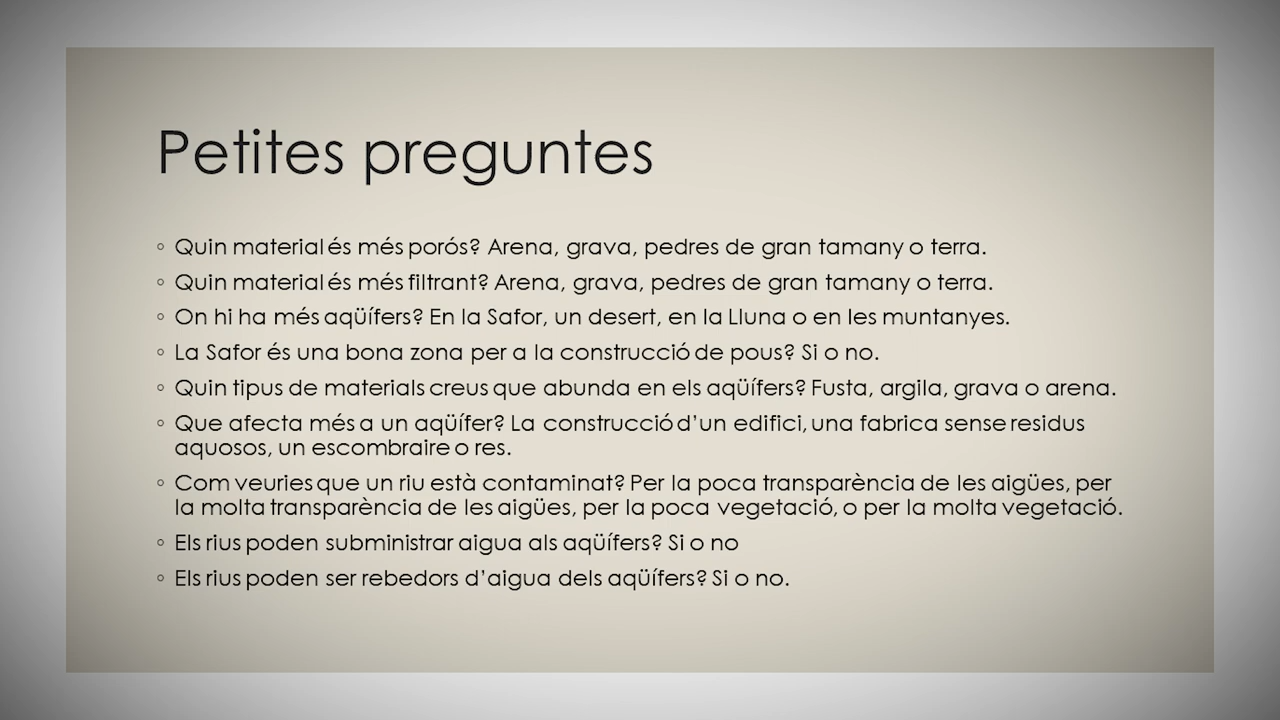 Petites preguntes
◦ Quin material és més porós? Arena, grava, pedres de gran tamany o terra.
◦ Quin material és més filtrant? Arena, grava, pedres de gran tamany o terra.
◦ On hi ha més aqüífers? En la Safor, un desert, en la Lluna o en les muntanyes.
◦ La Safor és una bona zona per a la construcció de pous? Si o no.
◦ Quin tipus de materials creus que abunda en els aqüífers? Fusta, argila, grava o arena.
◦ Que afecta més a un aqüífer? La construcció d'un edifici, una fabrica sense residus
aquosos, un escombraire o res.
◦ Com veuries que un riu està contaminat? Per la poca transparència de les aigües, per
la molta transparència de les aigües, per la poca vegetació, o per la molta vegetació.
◦ Els rius poden subministrar aigua als aqüífers? Si o no
◦ Els rius poden ser rebedors d'aigua dels aqüífers? Si o no.